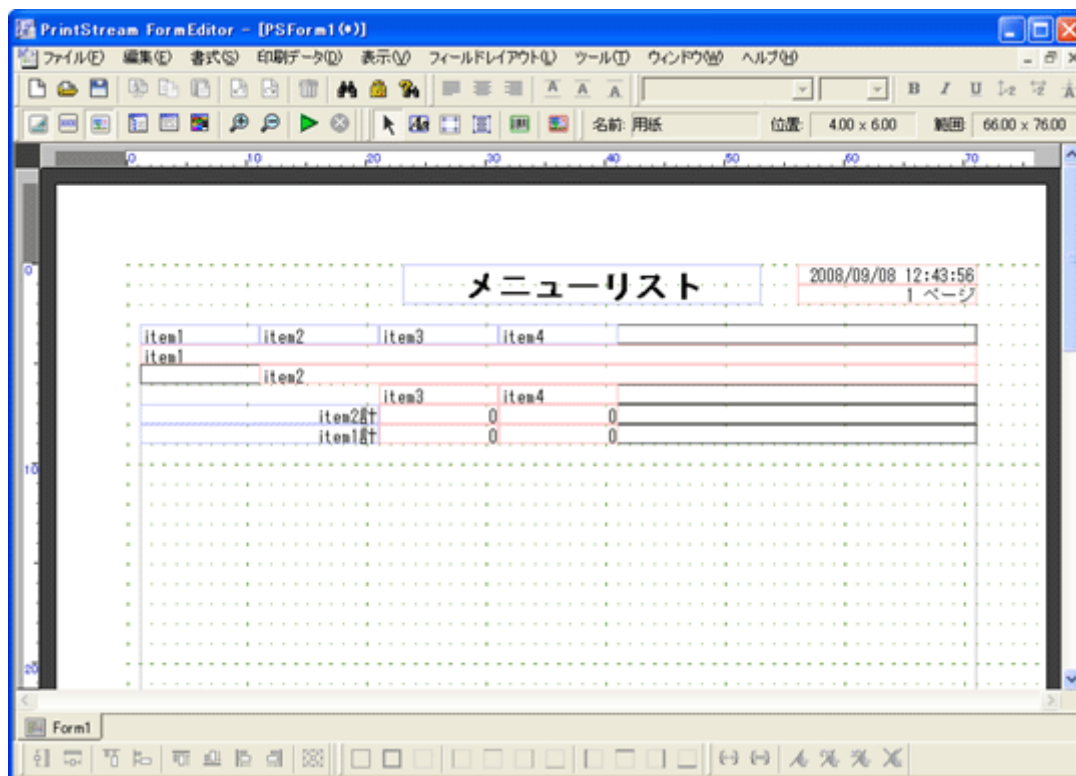 PrintStream FormEditor - [PSForm1(*)]
ファイル(F) 編集(E) 書式(S) 印刷データ(D) 表示(V) フィールドレイアウト(L) ツール(T) ウィンドウ(W) ヘルプ(H)
B I U
名前: 用紙 位置: 4.00 x 6.00 範囲: 66.00 x 76.00
0 10 20 30 40 50 60 70
0
メニューリスト
2008/09/08 12:43:56
1 ページ
item1 item2 item3 item4
item1
item2
item3 item4
item2計 0 0
item1計 0 0
10
20
Form1